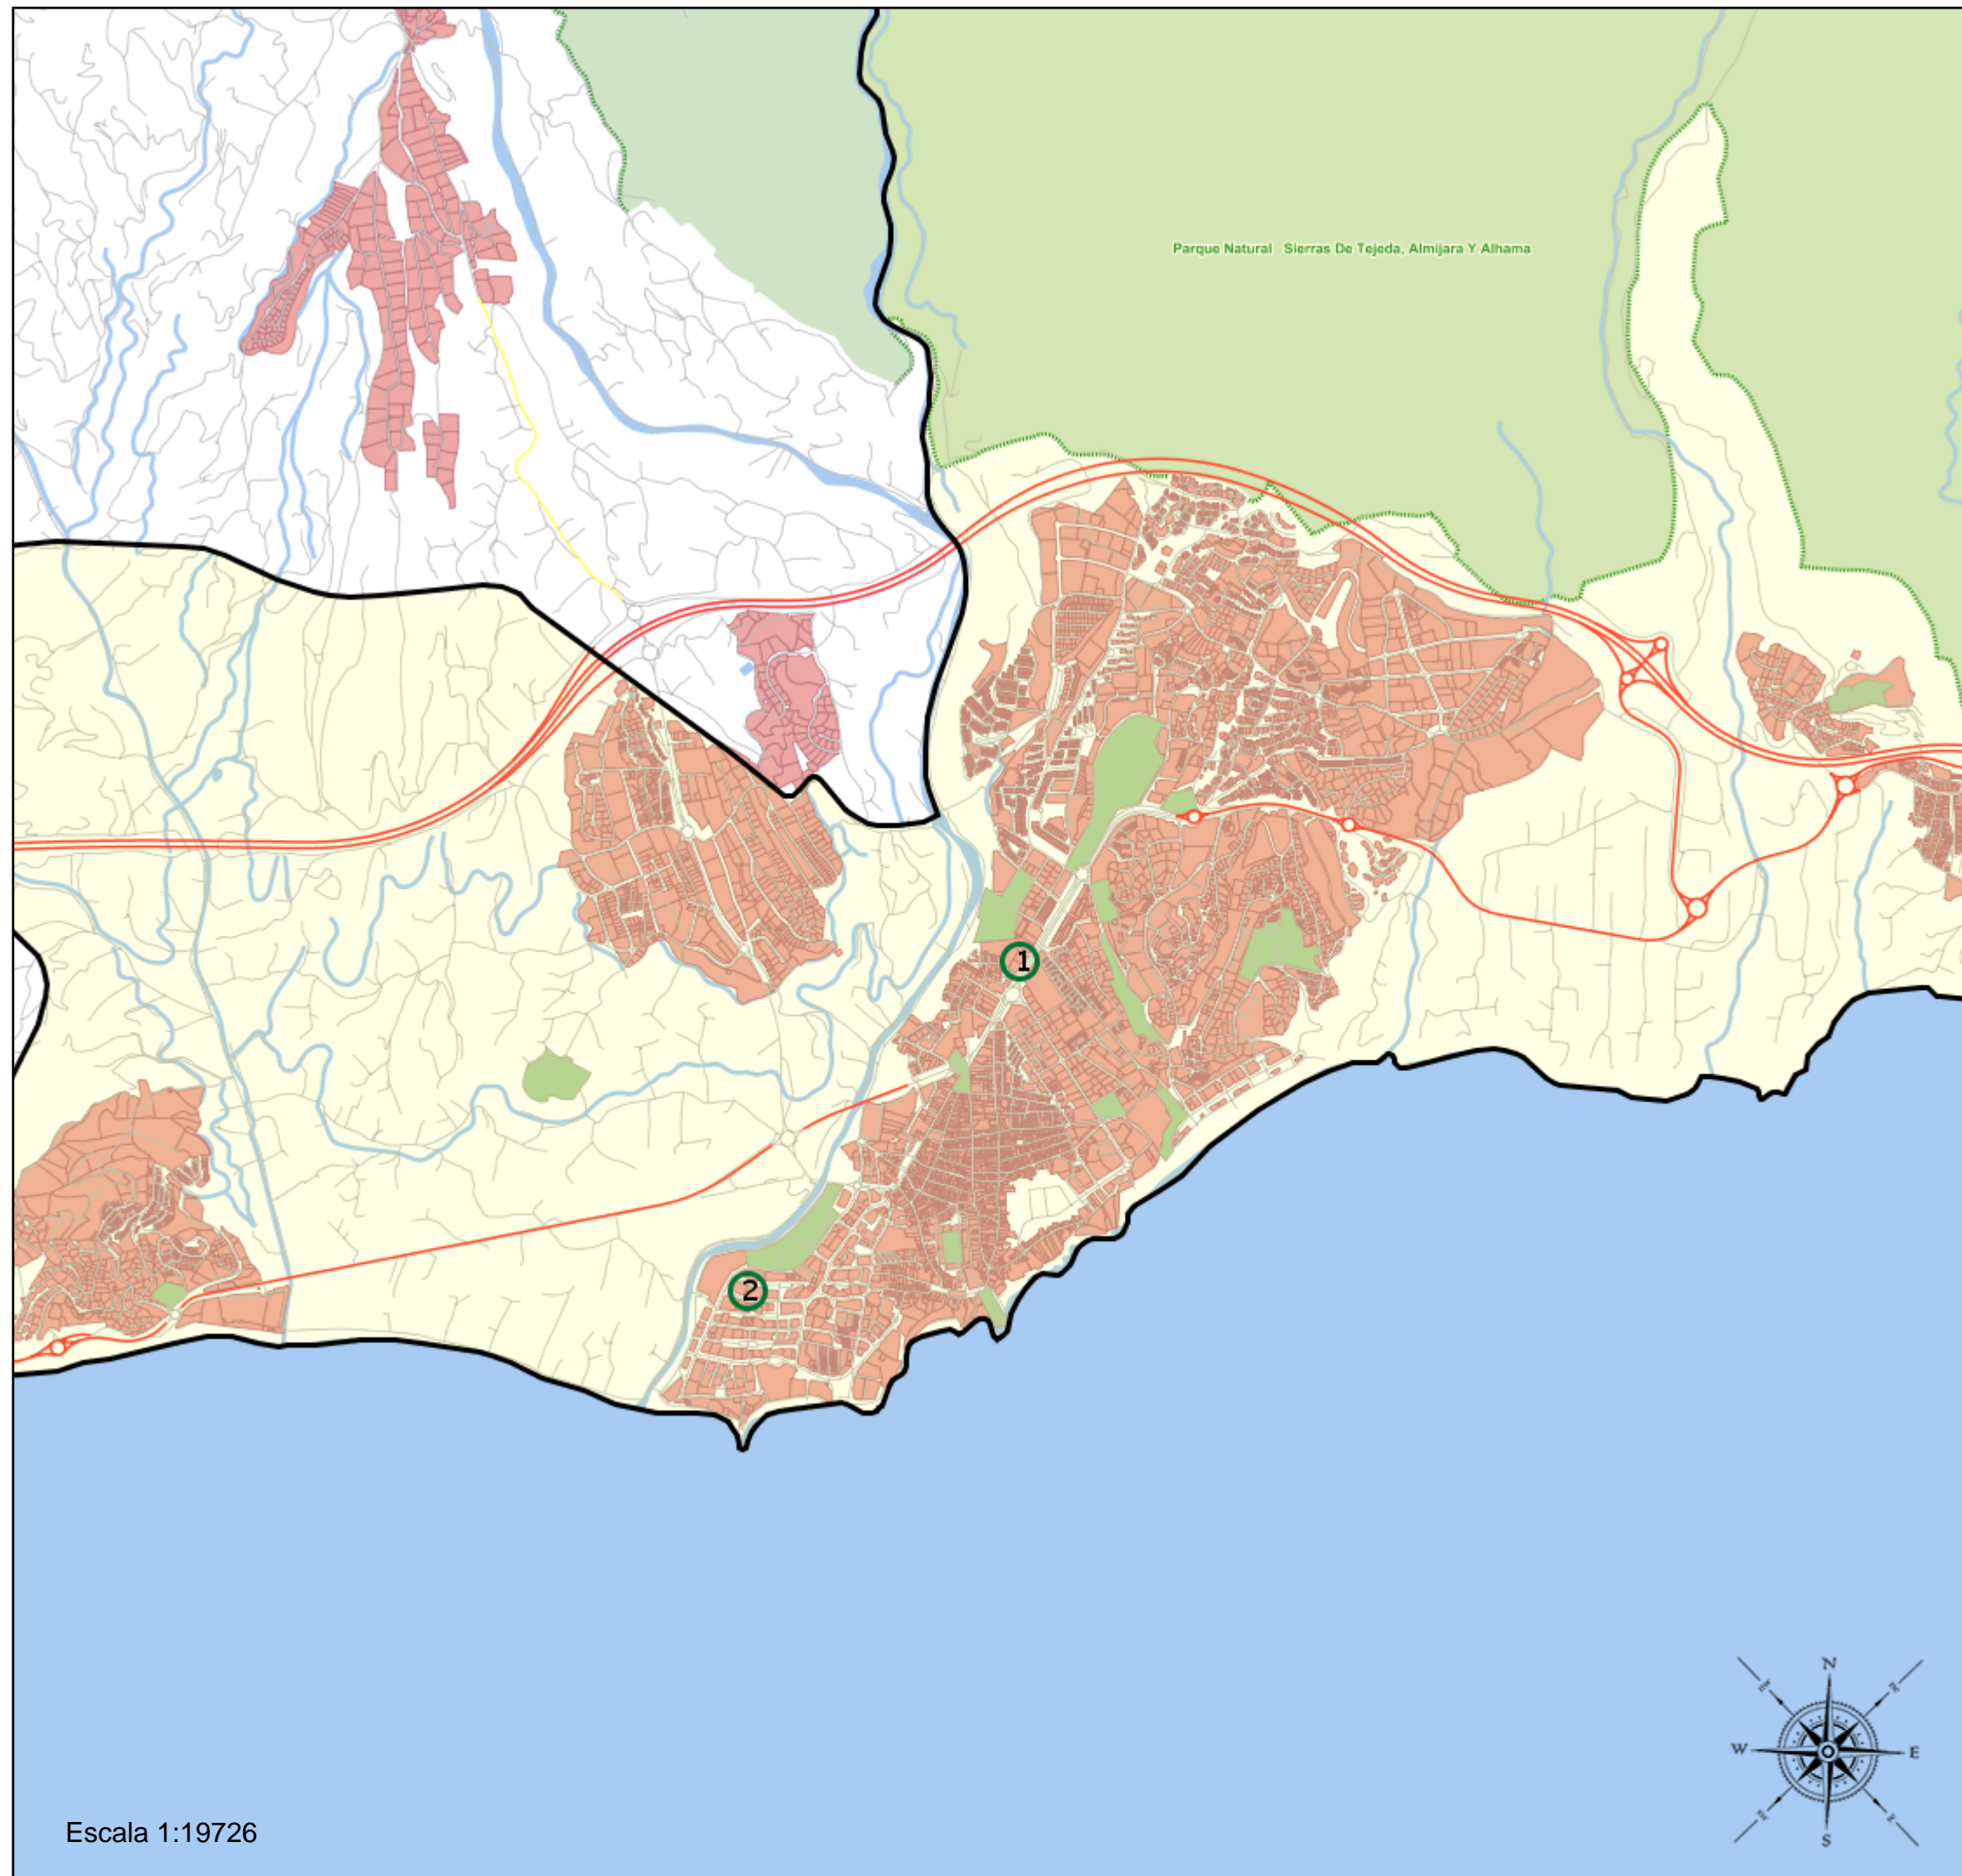 Parque Natural Sierras De Tejeda, Almijara Y Alhama
1
2
N
W
E
S
Escala 1:19726